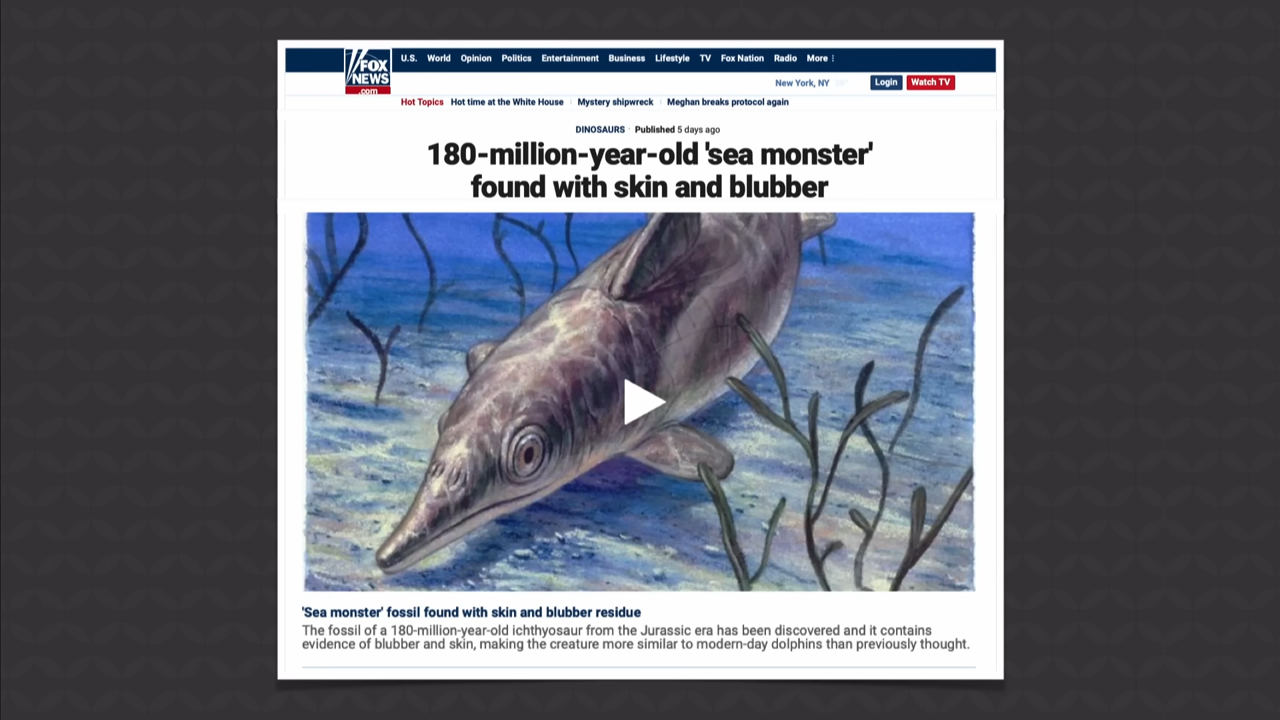 FOX
NEWS
.com
U.S. World Opinion Politics Entertainment Business Lifestyle TV Fox Nation Radio More
New York, NY
Login Watch TV
Hot Topics Hot time at the White House Mystery shipwreck Meghan breaks protocol again
DINOSAURS · Published 5 days ago
180-million-year-old 'sea monster'
found with skin and blubber
'Sea monster' fossil found with skin and blubber residue
The fossil of a 180-million-year-old ichthyosaur from the Jurassic era has been discovered and it contains
evidence of blubber and skin, making the creature more similar to modern-day dolphins than previously thought.